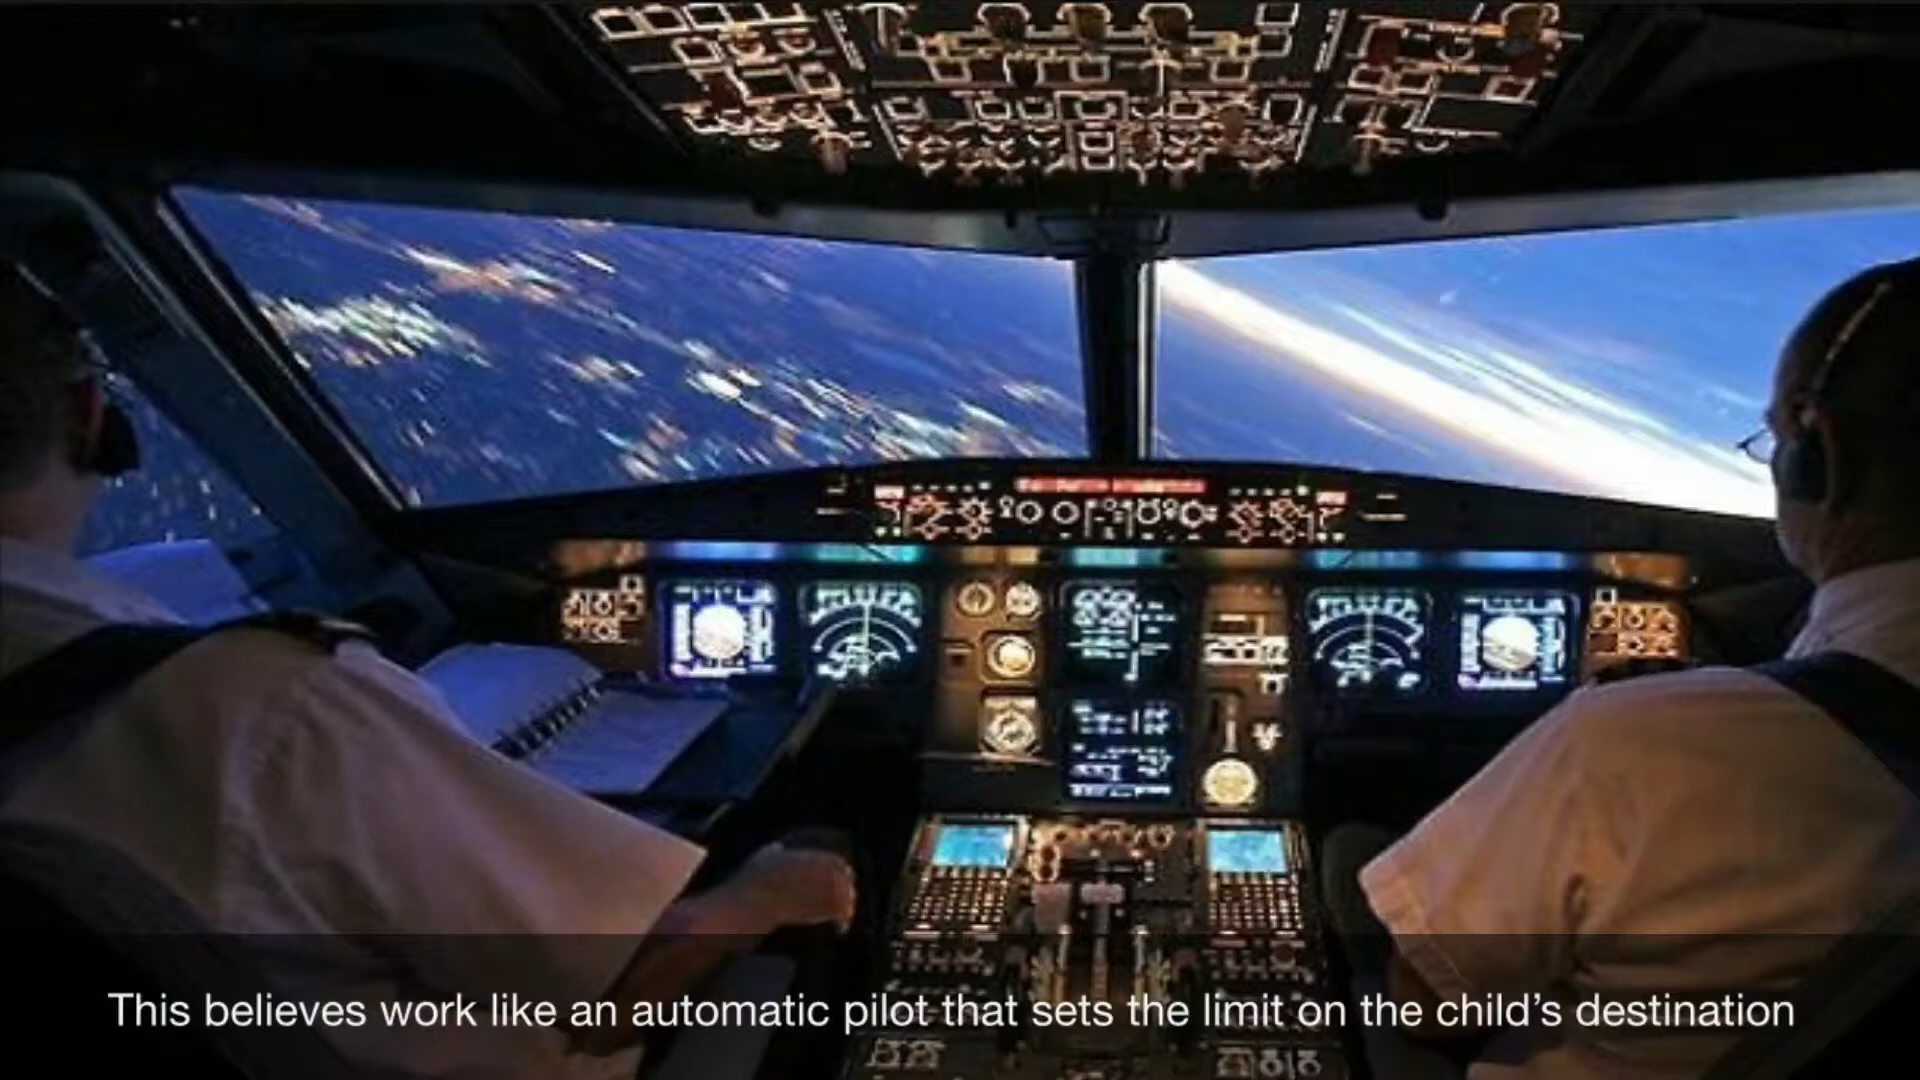 This believes work like an automatic pilot that sets the limit on the child’s destination